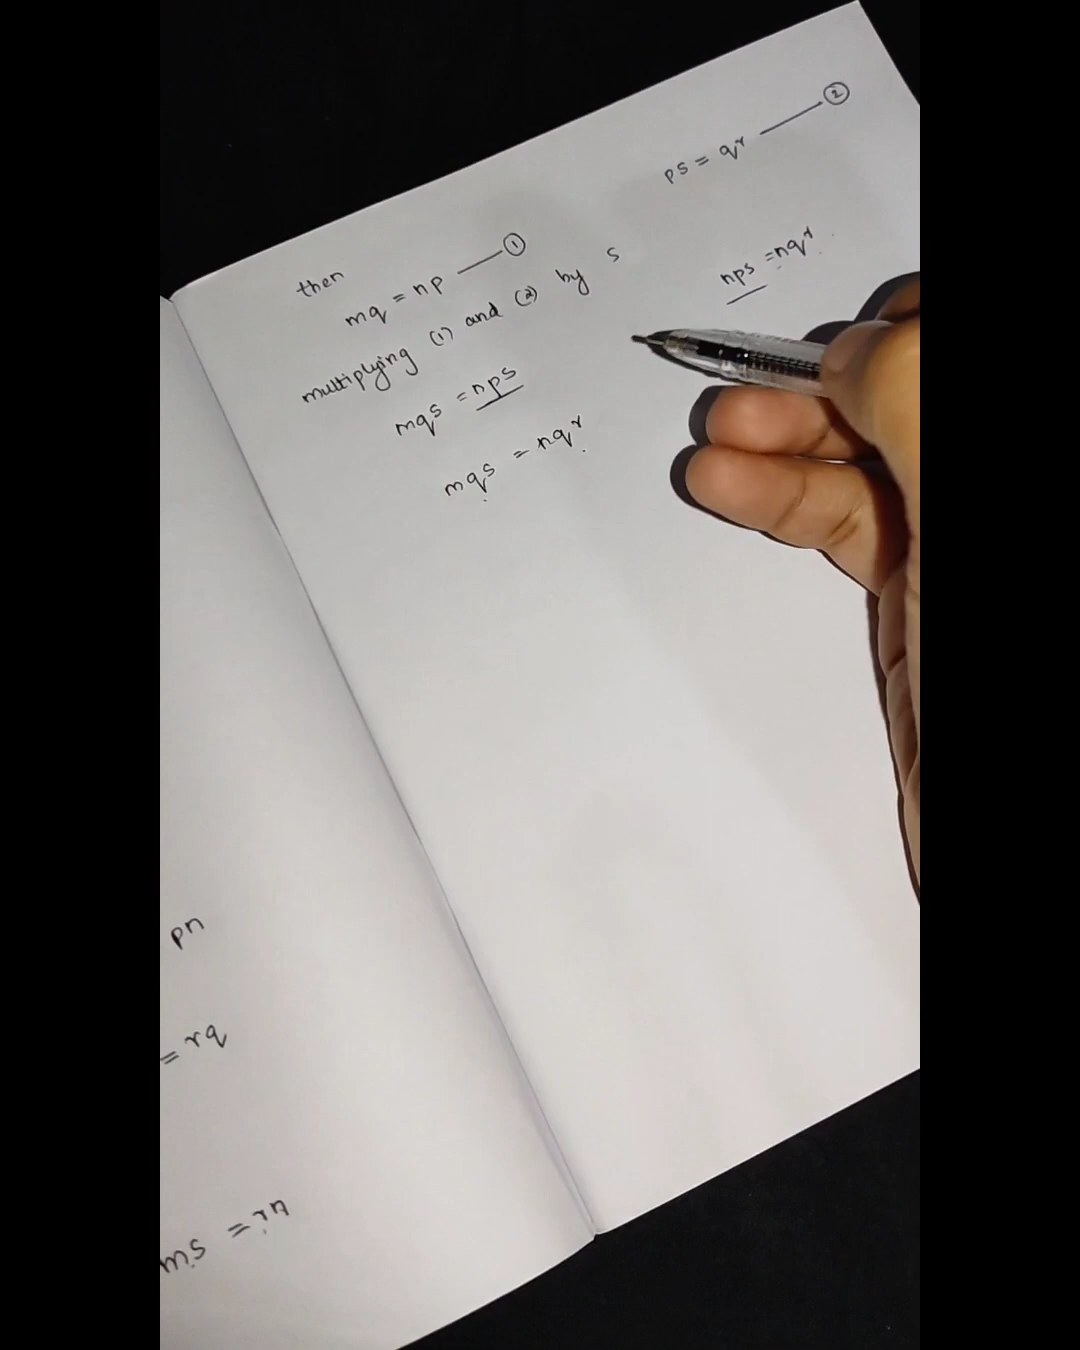 pn
= rq
ms = rn
then
mq = np — ①
ps = qr — ②
multiplying (1) and (2) by s
mqs = nps
nps = nqr
mqs = nqr